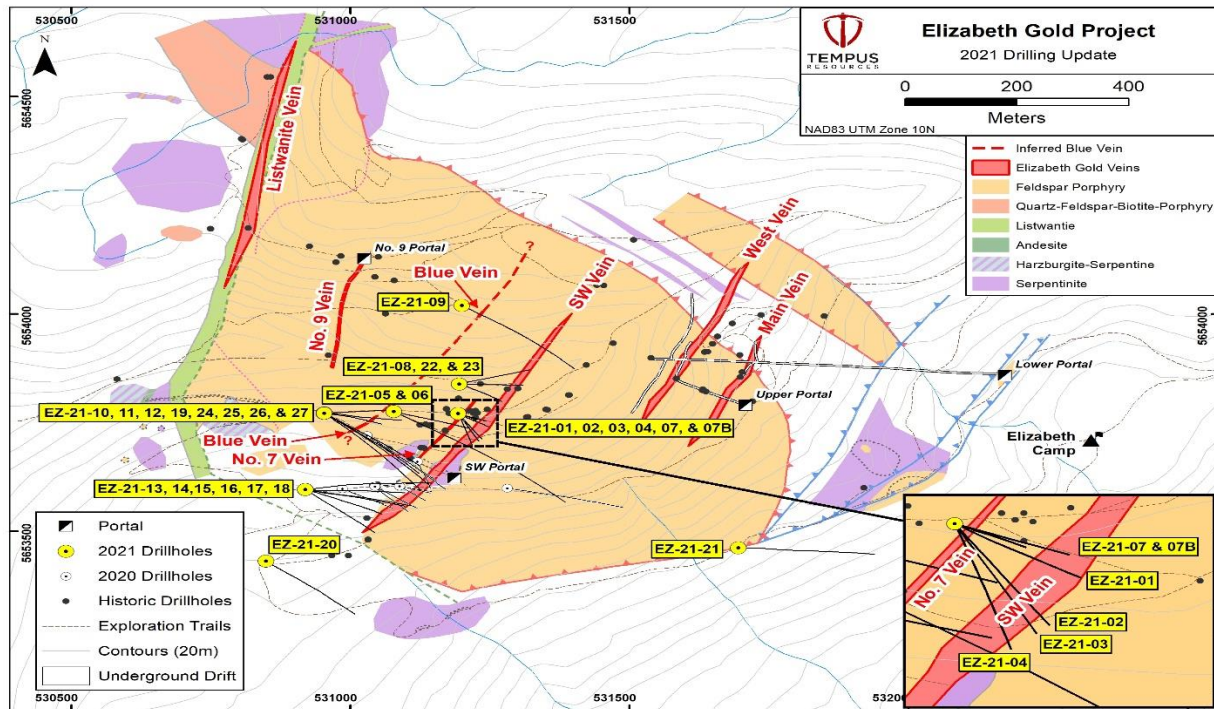 530500
531000
531500
TEMPUS
RESOURCES
Elizabeth Gold Project
2021 Drilling Update
0 200 400
Meters
NAD83 UTM Zone 10N
N
5654500
Inferred Blue Vein
Elizabeth Gold Veins
Feldspar Porphyry
Quartz-Feldspar-Biotite-Porphyry
Listwantie
Andesite
Harzburgite-Serpentine
Serpentinite
Listwanite Vein
No. 9 Portal
?
West Vein
Blue Vein
SW Vein
EZ-21-09
No. 9 Vein
Main Vein
5654000
5654000
EZ-21-08, 22, & 23
Lower Portal
EZ-21-05 & 06
Upper Portal
EZ-21-10, 11, 12, 19, 24, 25, 26, & 27
EZ-21-01, 02, 03, 04, 07, & 07B
Blue Vein
?
No. 7 Vein
Elizabeth
Camp
SW Portal
EZ-21-13, 14,15, 16, 17, 18
5653500
EZ-21-20
EZ-21-21
Portal
2021 Drillholes
2020 Drillholes
Historic Drillholes
Exploration Trails
Contours (20m)
Underground Drift
No. 7 Vein
SW Vein
EZ-21-07 & 07B
EZ-21-01
EZ-21-02
EZ-21-03
EZ-21-04
530500
531000
531500